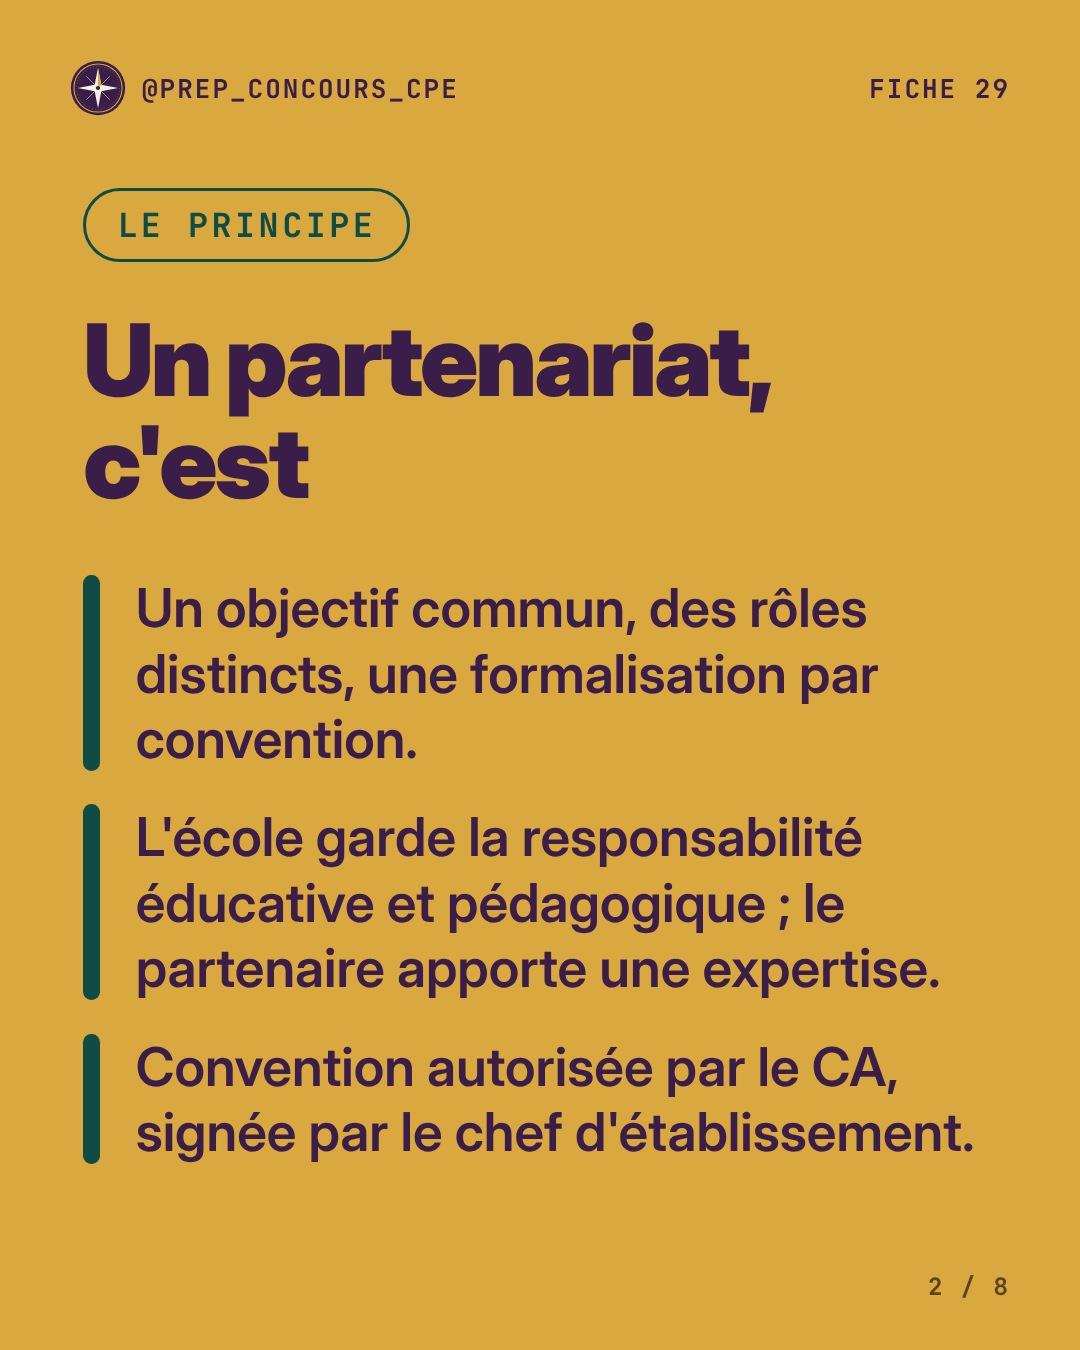 @PREP_CONCOURS_CPE
FICHE 29
LE PRINCIPE
Un partenariat,
c'est
Un objectif commun, des rôles
distincts, une formalisation par
convention.
L'école garde la responsabilité
éducative et pédagogique ; le
partenaire apporte une expertise.
Convention autorisée par le CA,
signée par le chef d'établissement.
2 / 8